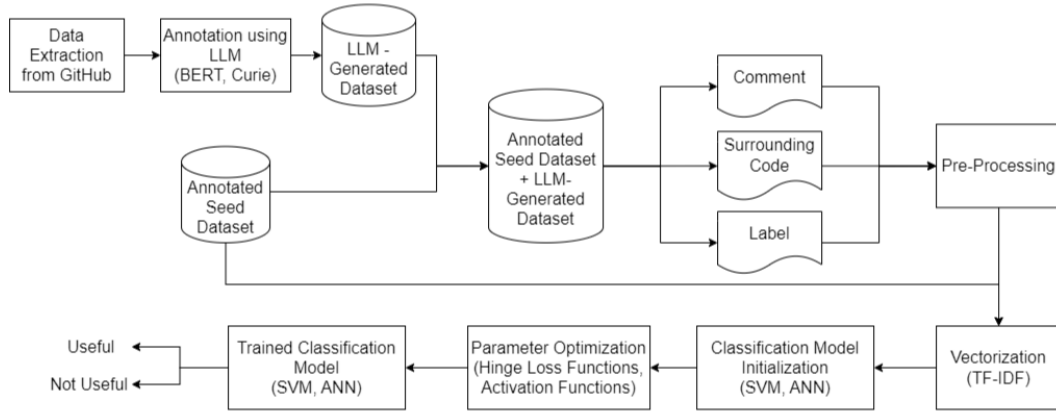 Data
Extraction
from GitHub
Annotation using
LLM
(BERT, Curie)
LLM -
Generated
Dataset
Annotated
Seed
Dataset
Annotated
Seed Dataset
+ LLM-
Generated
Dataset
Comment
Surrounding
Code
Label
Pre-Processing
Useful
Not Useful
Trained Classification
Model
(SVM, ANN)
Parameter Optimization
(Hinge Loss Functions,
Activation Functions)
Classification Model
Initialization
(SVM, ANN)
Vectorization
(TF-IDF)